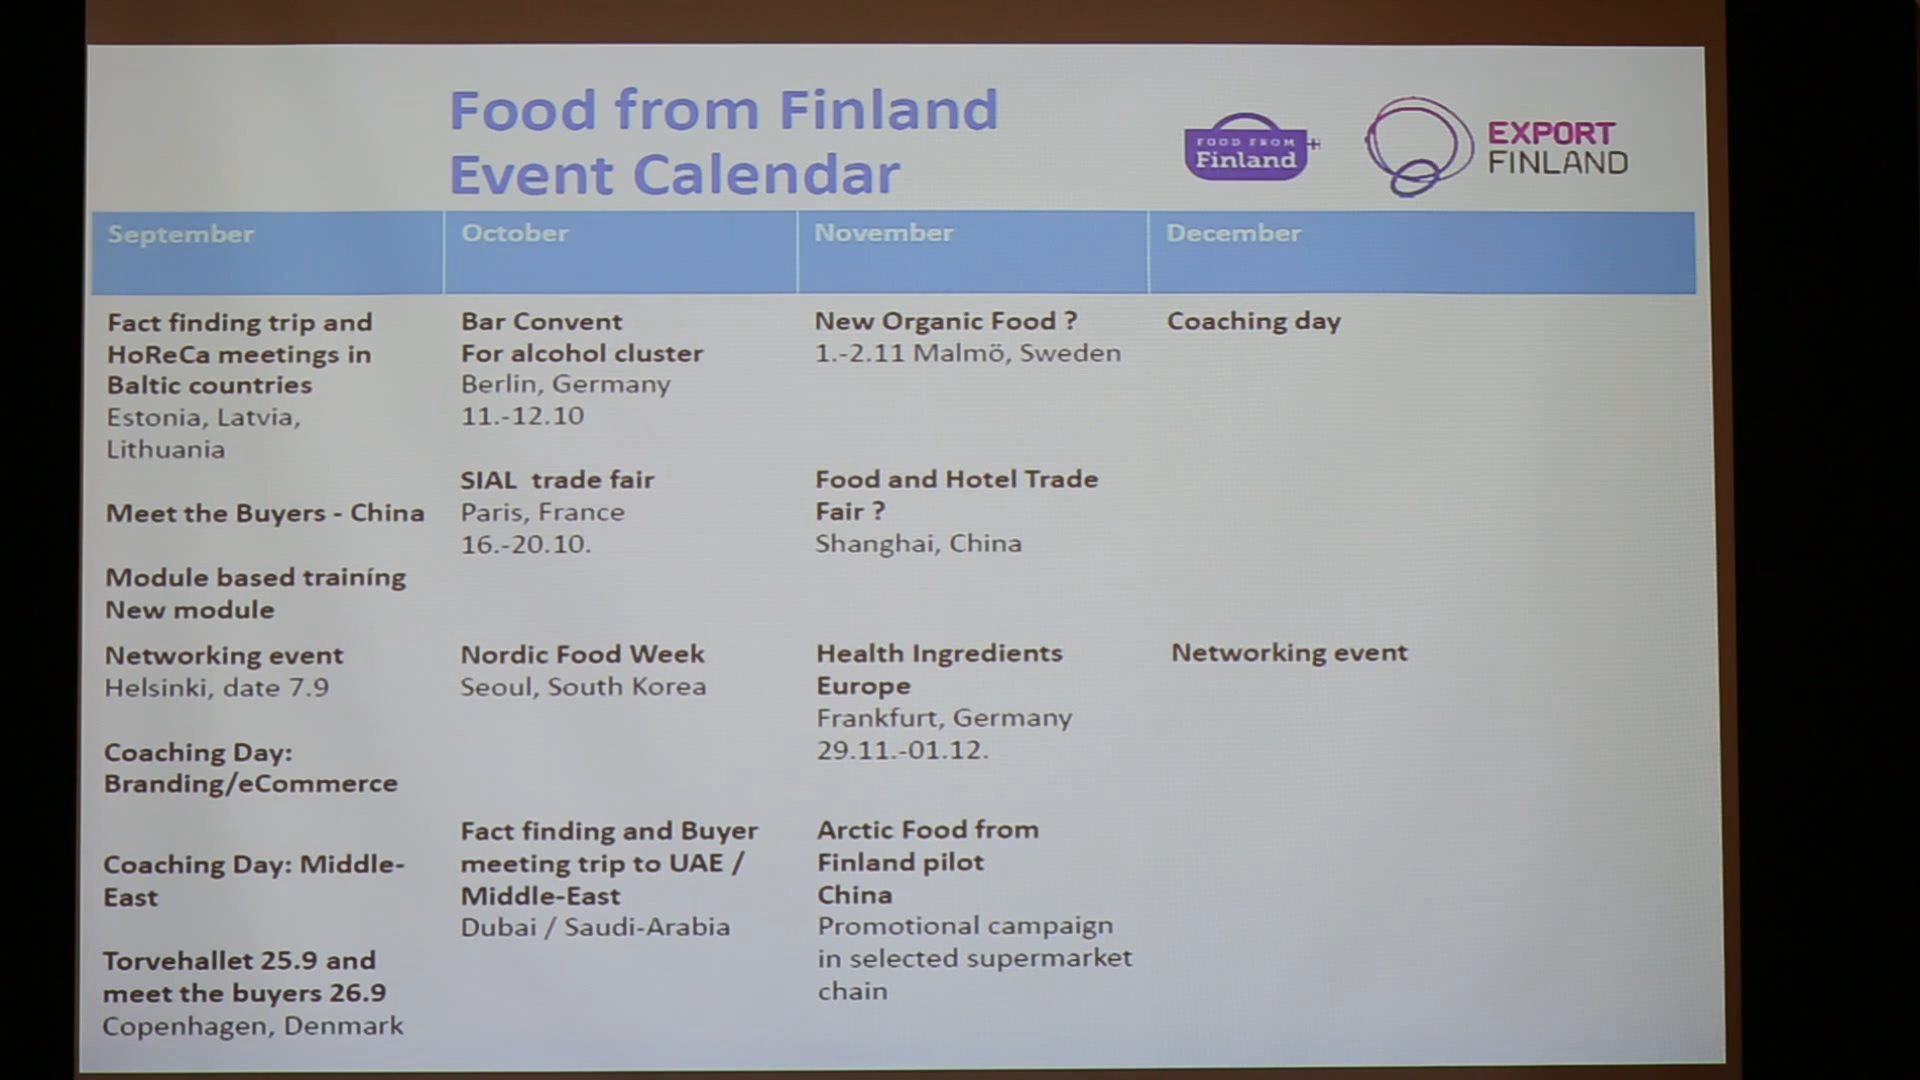 Food from Finland
Event Calendar
FOOD FROM
Finland
EXPORT
FINLAND
September
October
November
December
Fact finding trip and
HoReCa meetings in
Baltic countries
Estonia, Latvia,
Lithuania
Meet the Buyers - China
Module based training
New module
Bar Convent
For alcohol cluster
Berlin, Germany
11.-12.10
SIAL trade fair
Paris, France
16.-20.10.
New Organic Food ?
1.-2.11 Malmö, Sweden
Food and Hotel Trade
Fair ?
Shanghai, China
Coaching day
Networking event
Helsinki, date 7.9
Coaching Day:
Branding/eCommerce
Nordic Food Week
Seoul, South Korea
Health Ingredients
Europe
Frankfurt, Germany
29.11.-01.12.
Networking event
Coaching Day: Middle-
East
Torvehallet 25.9 and
meet the buyers 26.9
Copenhagen, Denmark
Fact finding and Buyer
meeting trip to UAE /
Middle-East
Dubai / Saudi-Arabia
Arctic Food from
Finland pilot
China
Promotional campaign
in selected supermarket
chain